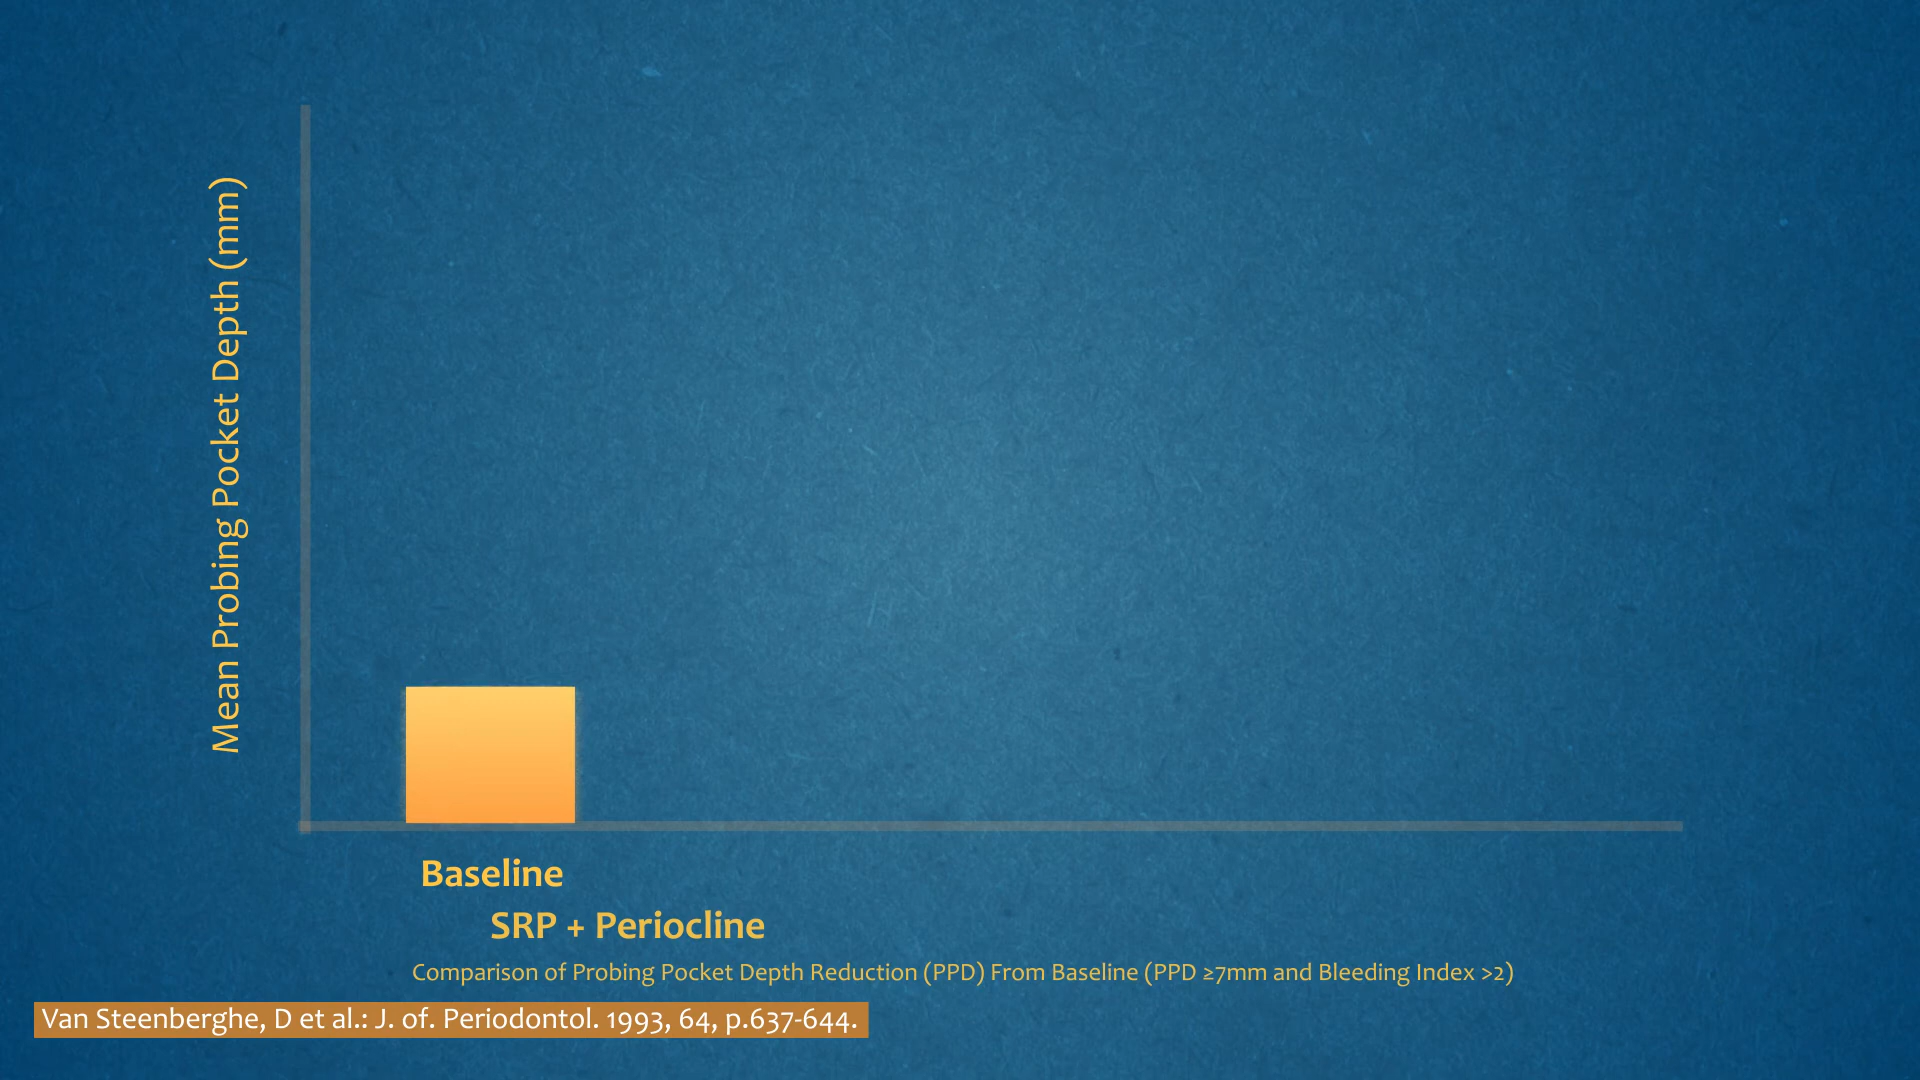 Mean Probing Pocket Depth (mm)
Baseline
SRP + Periocline
Comparison of Probing Pocket Depth Reduction (PPD) From Baseline (PPD ≥7mm and Bleeding Index >2)
Van Steenberghe, D et al.: J. of. Periodontol. 1993, 64, p.637-644.